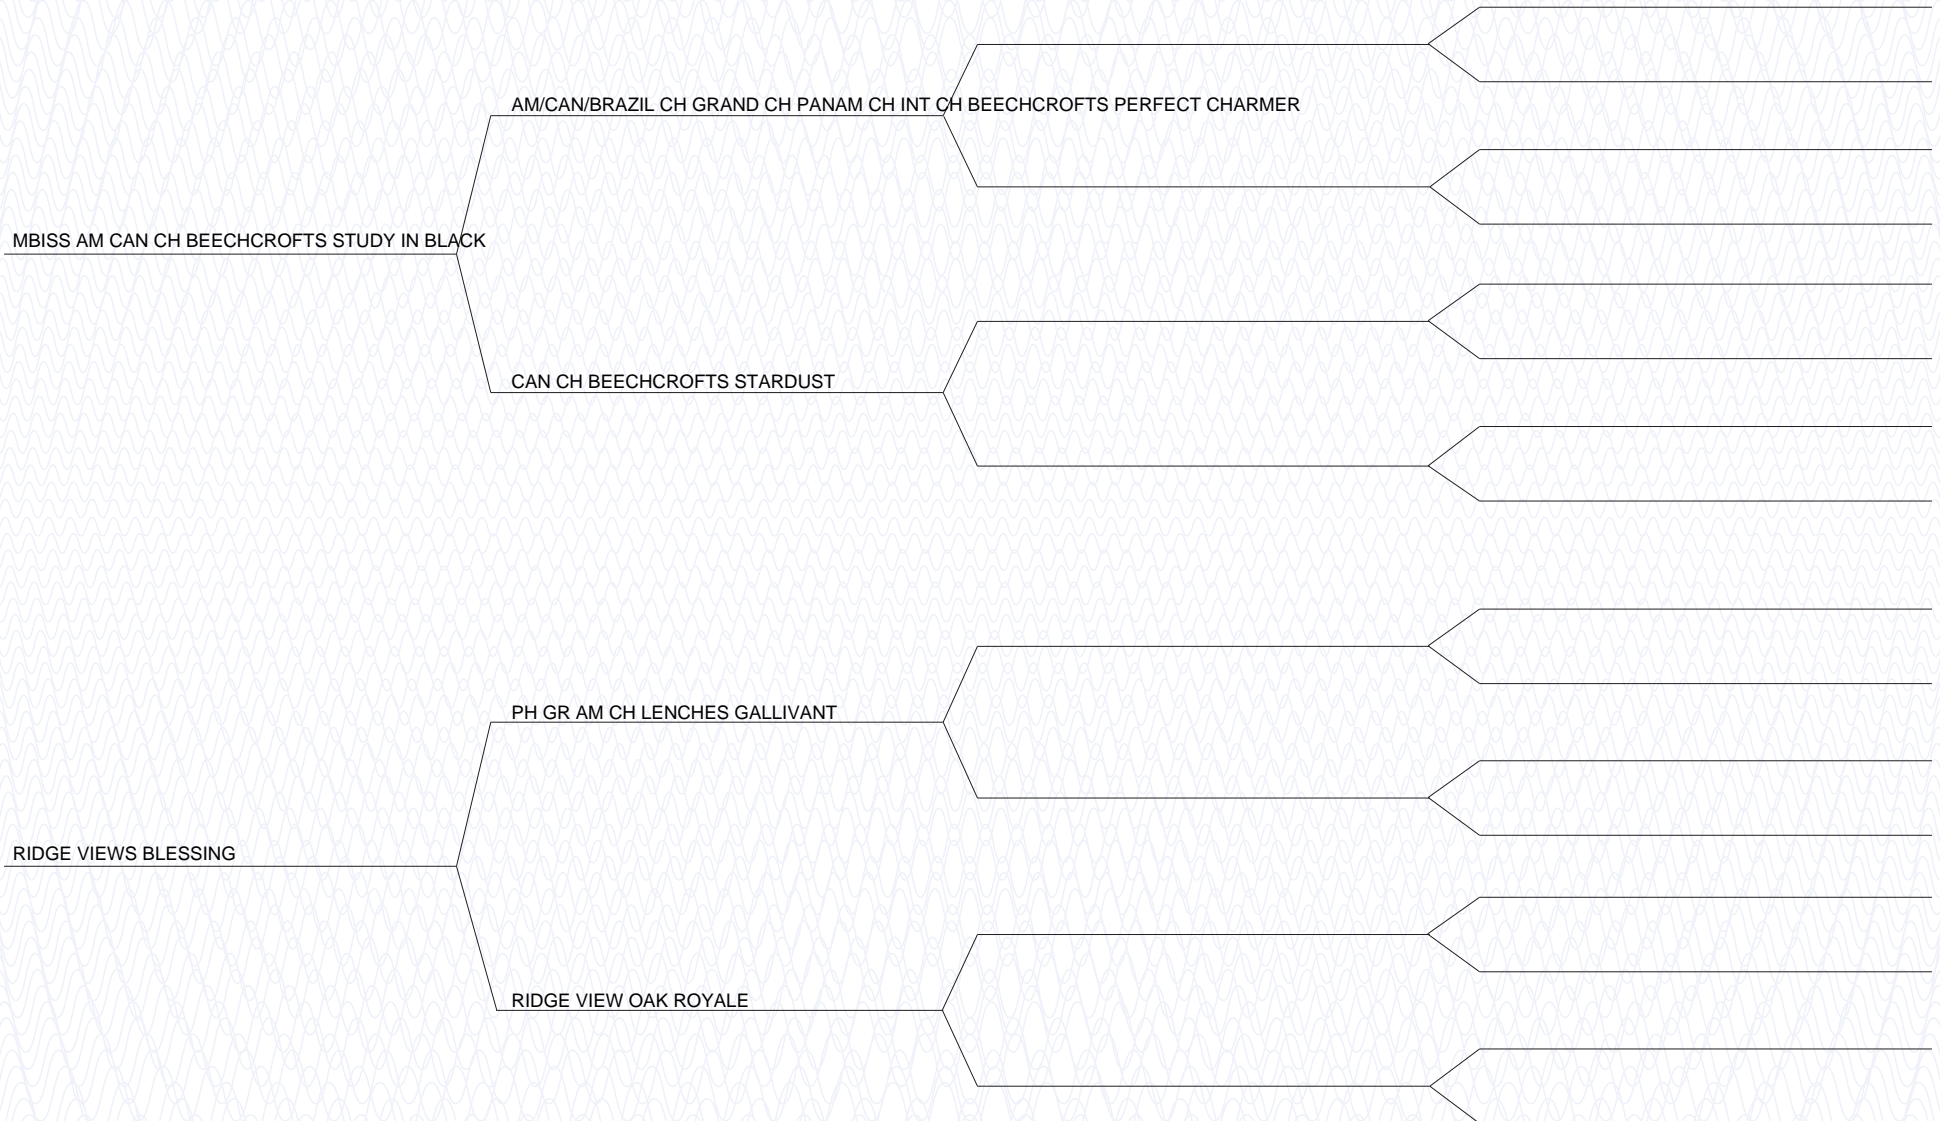 AM/CAN/BRAZIL CH GRAND CH PANAM CH INT CH BEECHCROFTS PERFECT CHARMER
MBISS AM CAN CH BEECHCROFTS STUDY IN BLACK
CAN CH BEECHCROFTS STARDUST
PH GR AM CH LENCHES GALLIVANT
RIDGE VIEWS BLESSING
RIDGE VIEW OAK ROYALE